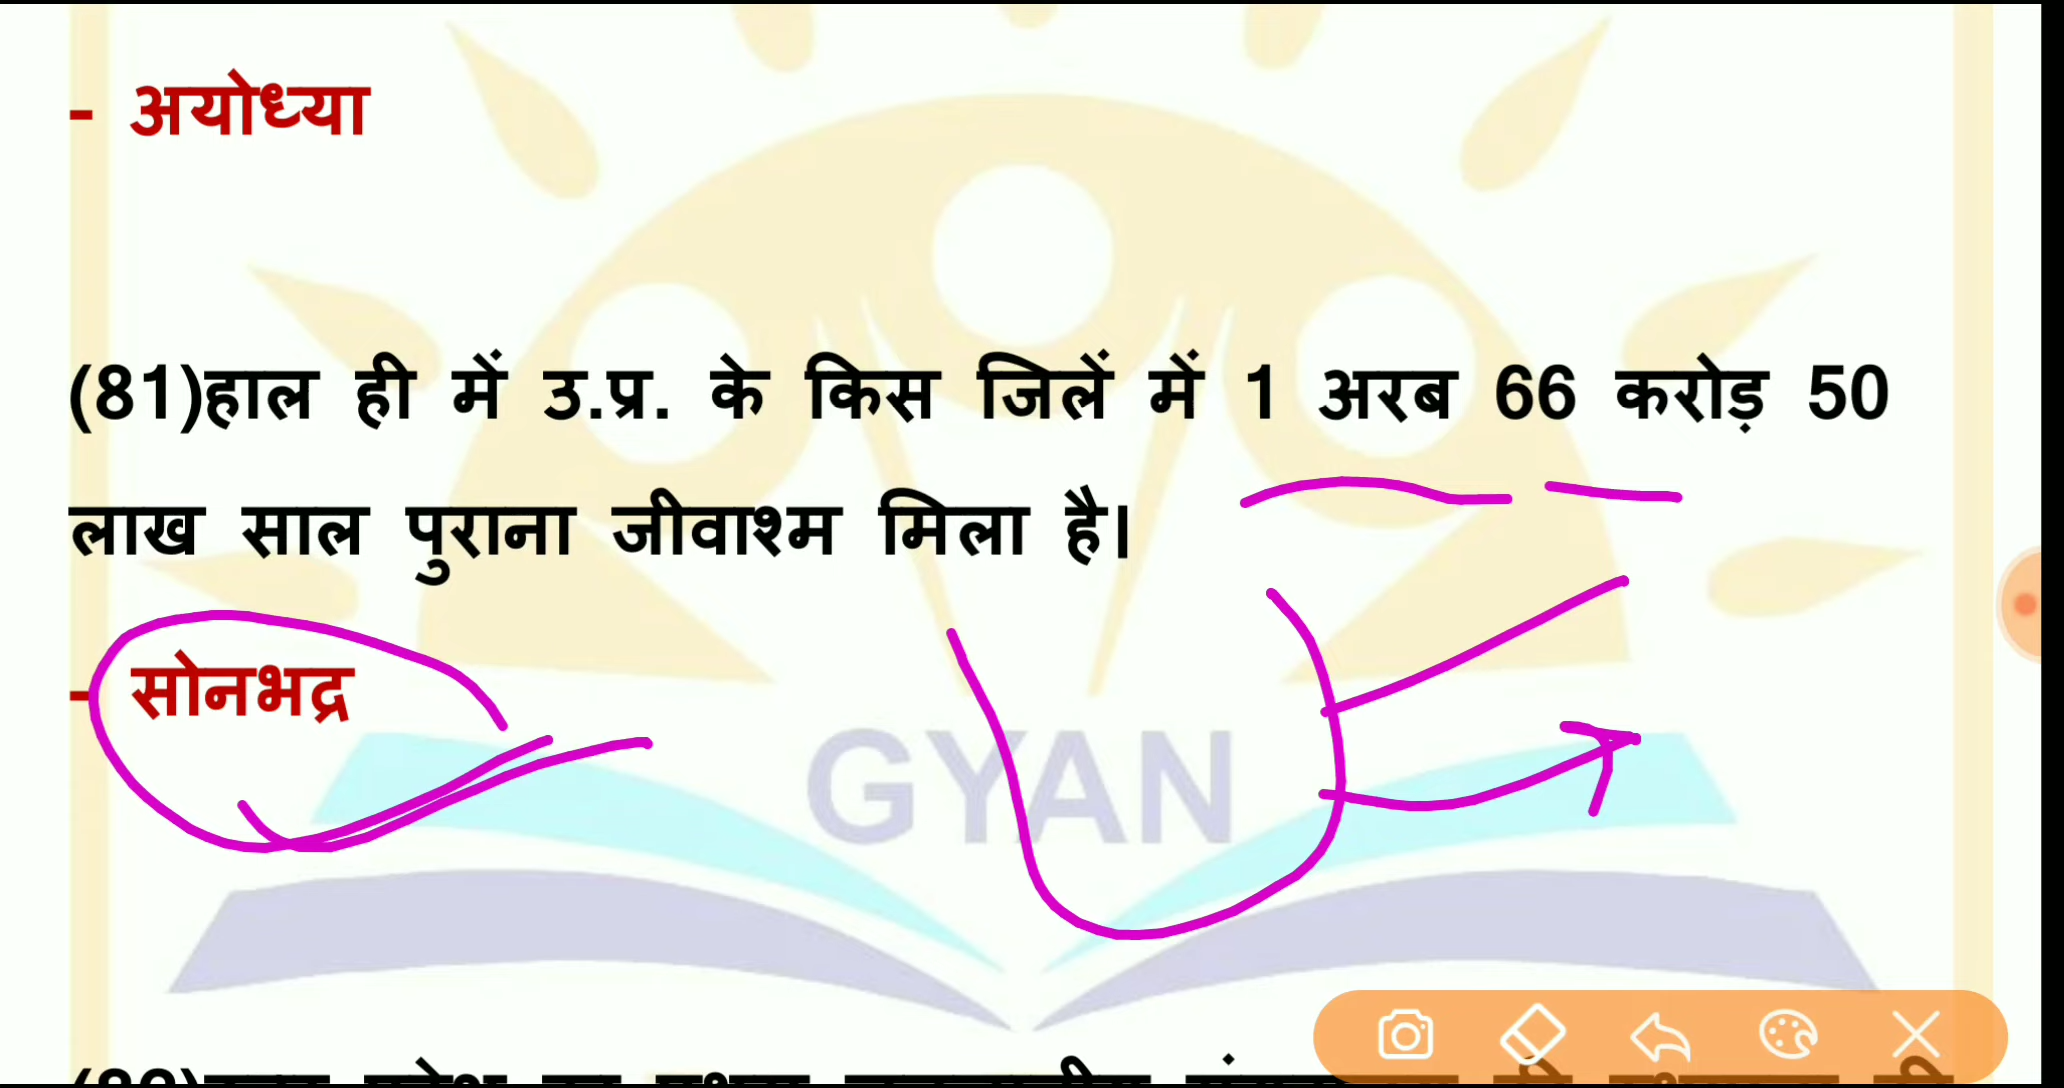 - अयोध्या
(81)हाल ही में उ.प्र. के किस जिलें में 1 अरब 66 करोड़ 50
लाख साल पुराना जीवाश्म मिला है।
- सोनभद्र
GYAN